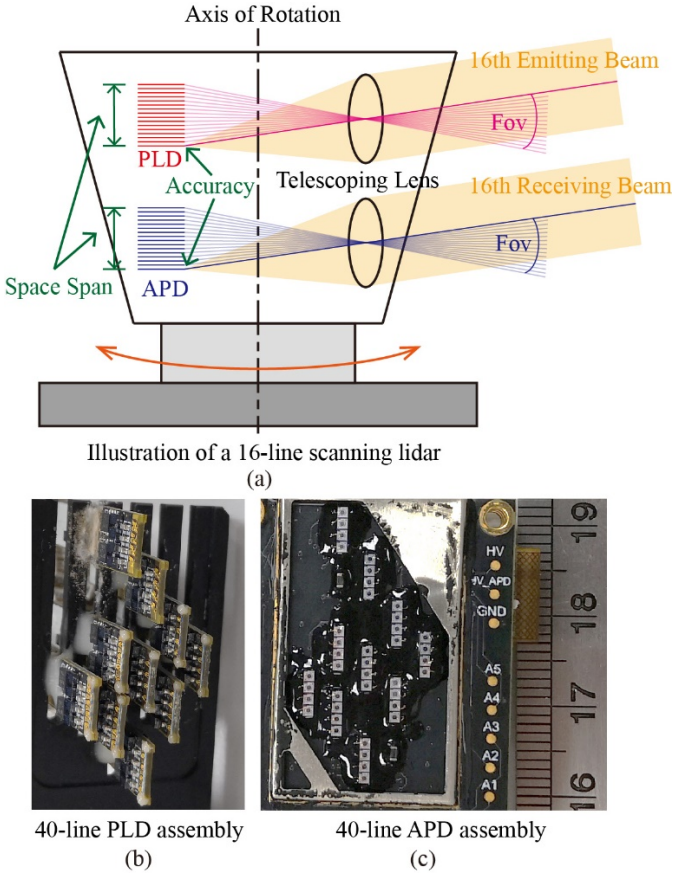 Axis of Rotation
16th Emitting Beam
Fov
PLD
Accuracy
Telescoping Lens
16th Receiving Beam
Fov
Space Span
APD
Illustration of a 16-line scanning lidar
(a)
19
HV
HV_APD
GND
18
A5
A4
17
A3
A2
A1
16
40-line PLD assembly
40-line APD assembly
(b)
(c)